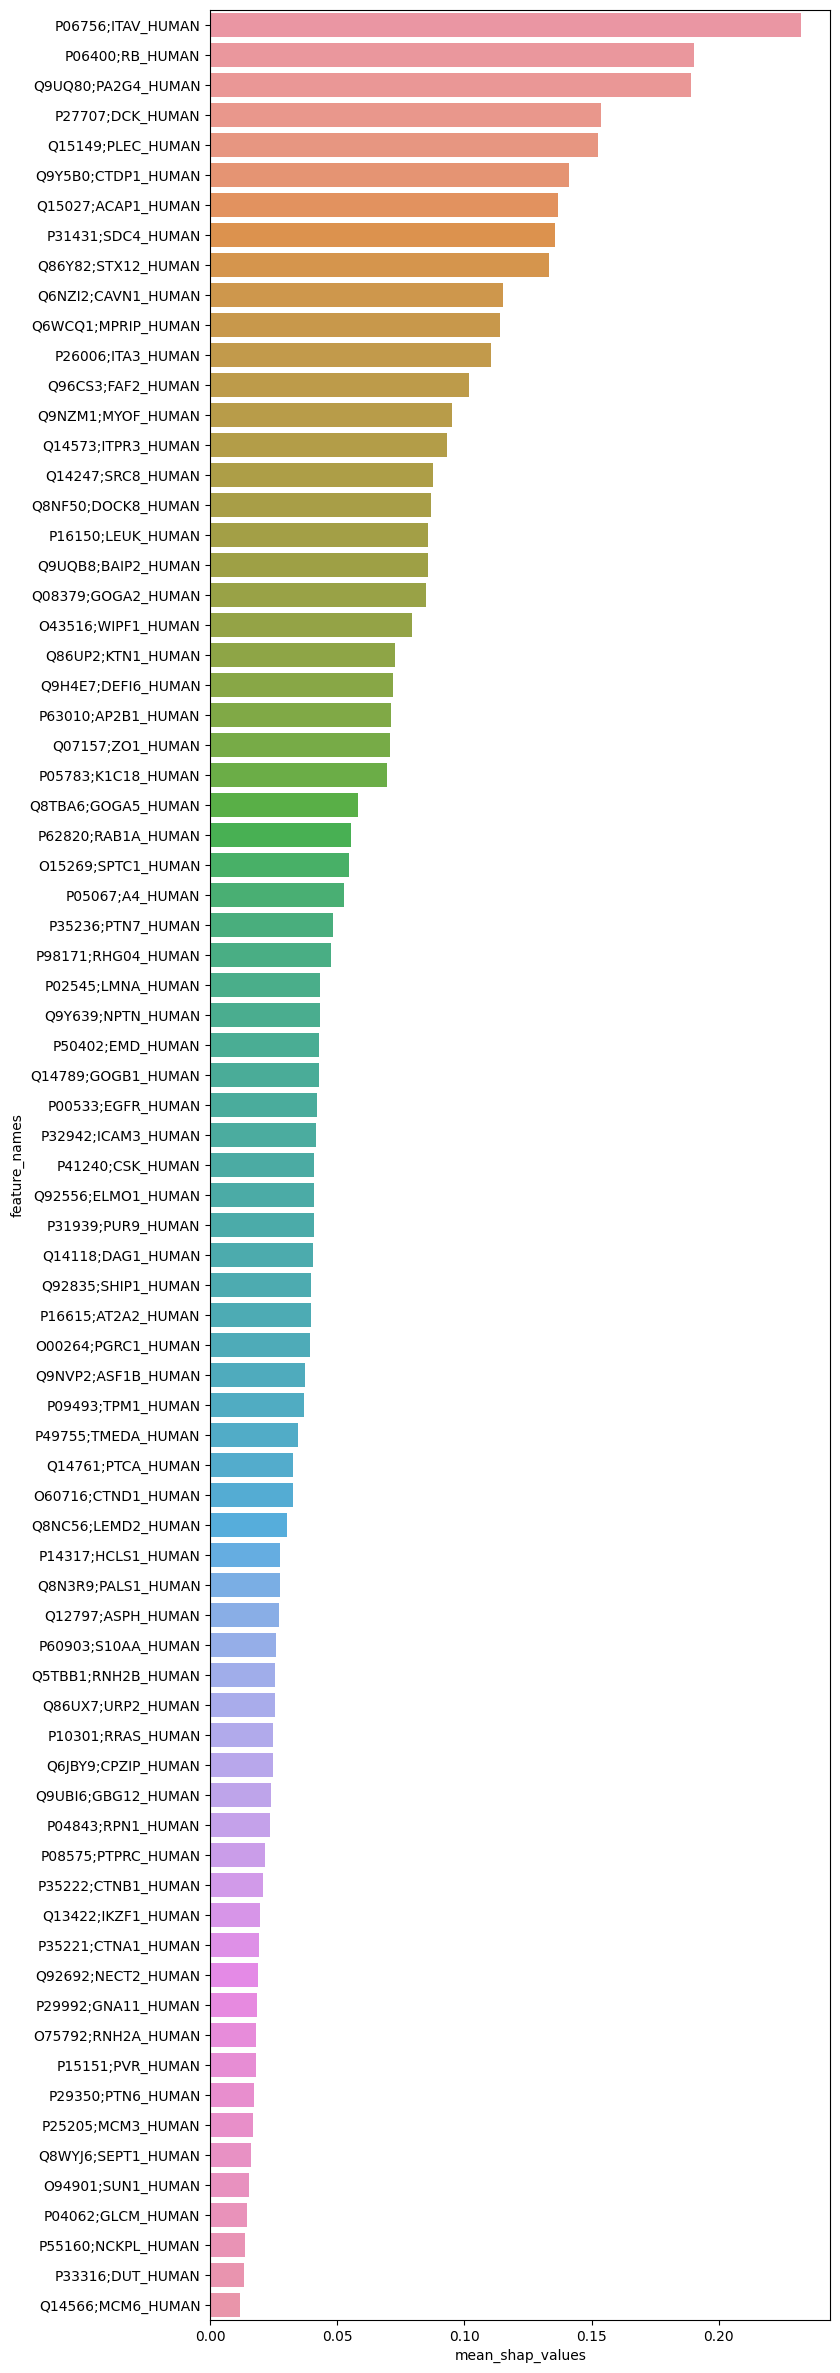 P06756;ITAV_HUMAN
P06400;RB_HUMAN
Q9UQ80;PA2G4_HUMAN
P27707;DCK_HUMAN
Q15149;PLEC_HUMAN
Q9Y5B0;CTDP1_HUMAN
Q15027;ACAP1_HUMAN
P31431;SDC4_HUMAN
Q86Y82;STX12_HUMAN
Q6NZI2;CAVN1_HUMAN
Q6WCQ1;MPRIP_HUMAN
P26006;ITA3_HUMAN
Q96CS3;FAF2_HUMAN
Q9NZM1;MYOF_HUMAN
Q14573;ITPR3_HUMAN
Q14247;SRC8_HUMAN
Q8NF50;DOCK8_HUMAN
P16150;LEUK_HUMAN
Q9UQB8;BAIP2_HUMAN
Q08379;GOGA2_HUMAN
O43516;WIPF1_HUMAN
Q86UP2;KTN1_HUMAN
Q9H4E7;DEFI6_HUMAN
P63010;AP2B1_HUMAN
Q07157;ZO1_HUMAN
P05783;K1C18_HUMAN
Q8TBA6;GOGA5_HUMAN
P62820;RAB1A_HUMAN
O15269;SPTC1_HUMAN
P05067;A4_HUMAN
P35236;PTN7_HUMAN
P98171;RHG04_HUMAN
P02545;LMNA_HUMAN
Q9Y639;NPTN_HUMAN
P50402;EMD_HUMAN
Q14789;GOGB1_HUMAN
P00533;EGFR_HUMAN
P32942;ICAM3_HUMAN
P41240;CSK_HUMAN
Q92556;ELMO1_HUMAN
P31939;PUR9_HUMAN
Q14118;DAG1_HUMAN
Q92835;SHIP1_HUMAN
P16615;AT2A2_HUMAN
O00264;PGRC1_HUMAN
Q9NVP2;ASF1B_HUMAN
P09493;TPM1_HUMAN
P49755;TMEDA_HUMAN
Q14761;PTCA_HUMAN
O60716;CTND1_HUMAN
Q8NC56;LEMD2_HUMAN
P14317;HCLS1_HUMAN
Q8N3R9;PALS1_HUMAN
Q12797;ASPH_HUMAN
P60903;S10AA_HUMAN
Q5TBB1;RNH2B_HUMAN
Q86UX7;URP2_HUMAN
P10301;RRAS_HUMAN
Q6JBY9;CPZIP_HUMAN
Q9UBI6;GBG12_HUMAN
P04843;RPN1_HUMAN
P08575;PTPRC_HUMAN
P35222;CTNB1_HUMAN
Q13422;IKZF1_HUMAN
P35221;CTNA1_HUMAN
Q92692;NECT2_HUMAN
P29992;GNA11_HUMAN
O75792;RNH2A_HUMAN
P15151;PVR_HUMAN
P29350;PTN6_HUMAN
P25205;MCM3_HUMAN
Q8WYJ6;SEPT1_HUMAN
O94901;SUN1_HUMAN
P04062;GLCM_HUMAN
P55160;NCKPL_HUMAN
P33316;DUT_HUMAN
Q14566;MCM6_HUMAN
feature_names
0.00 0.05 0.10 0.15 0.20
mean_shap_values